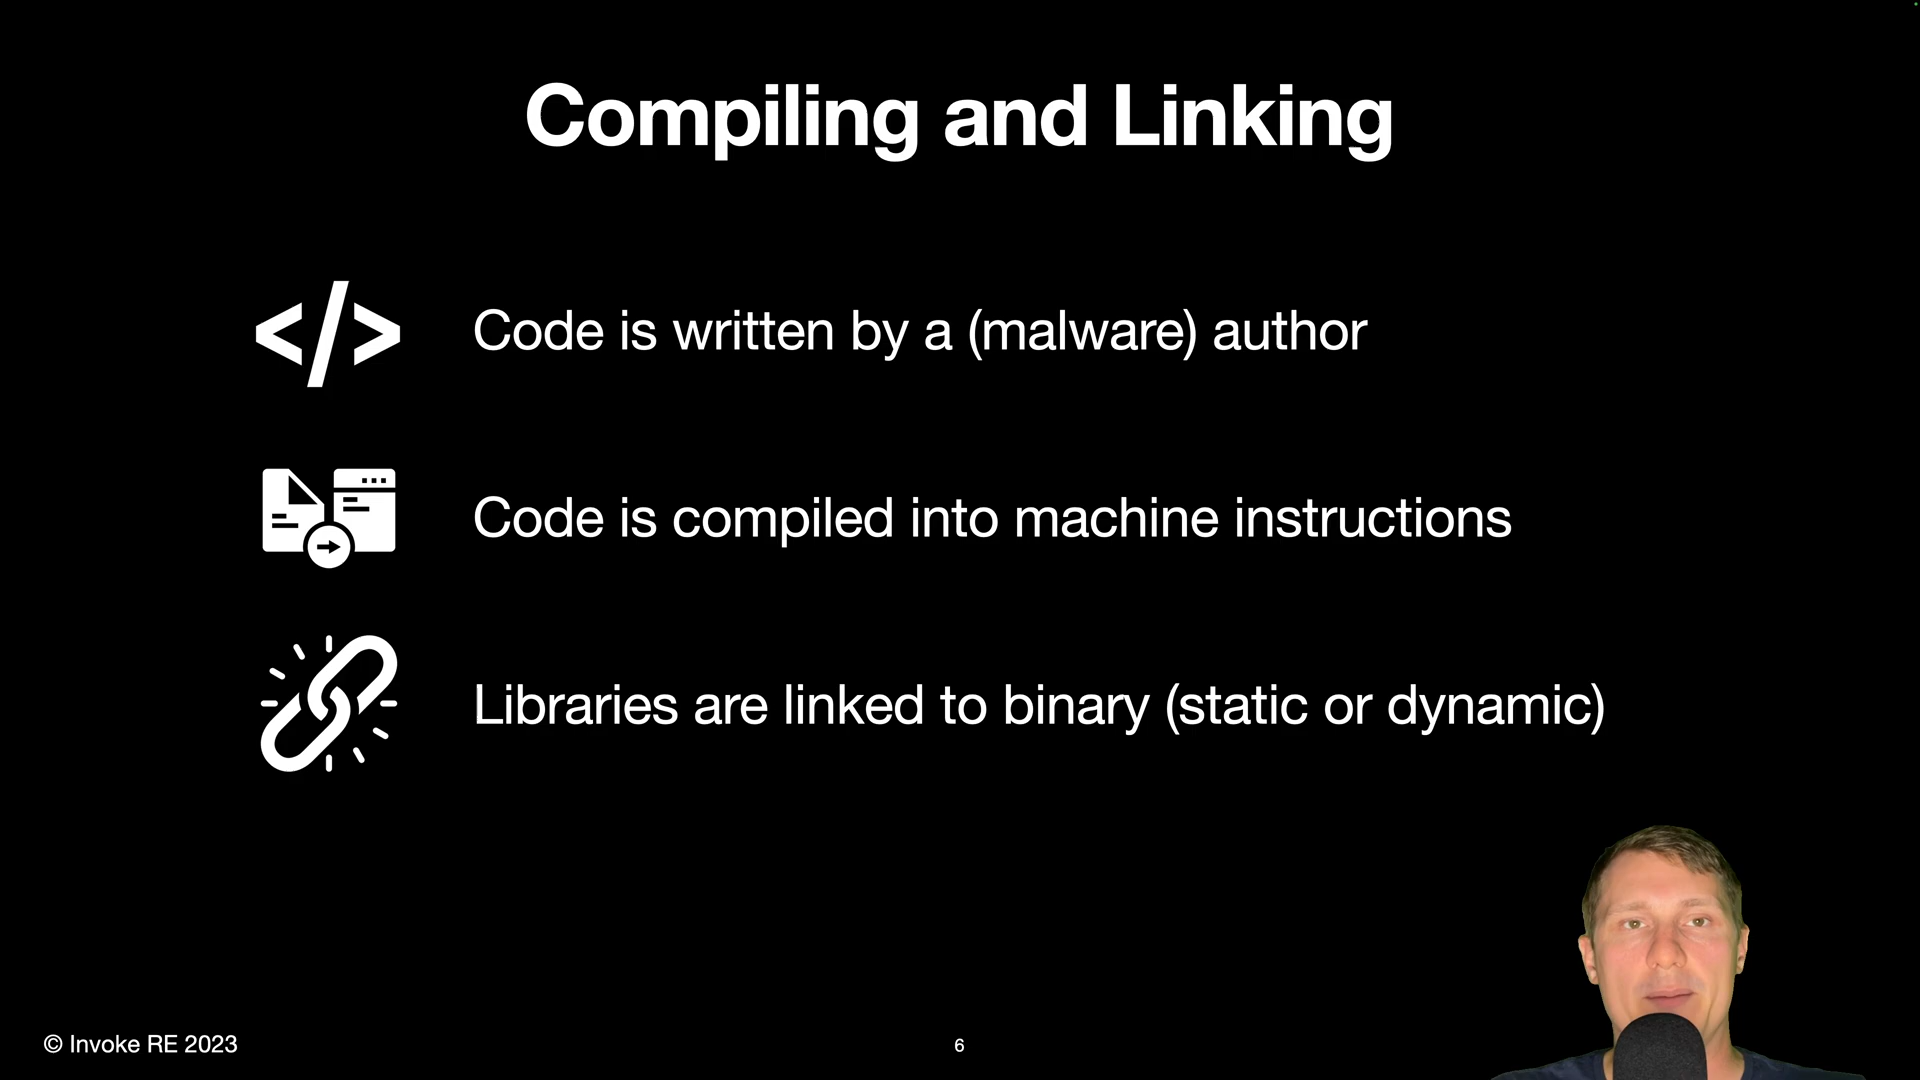 Compiling and Linking
</>
Code is written by a (malware) author
Code is compiled into machine instructions
Libraries are linked to binary (static or dynamic)
© Invoke RE 2023
6